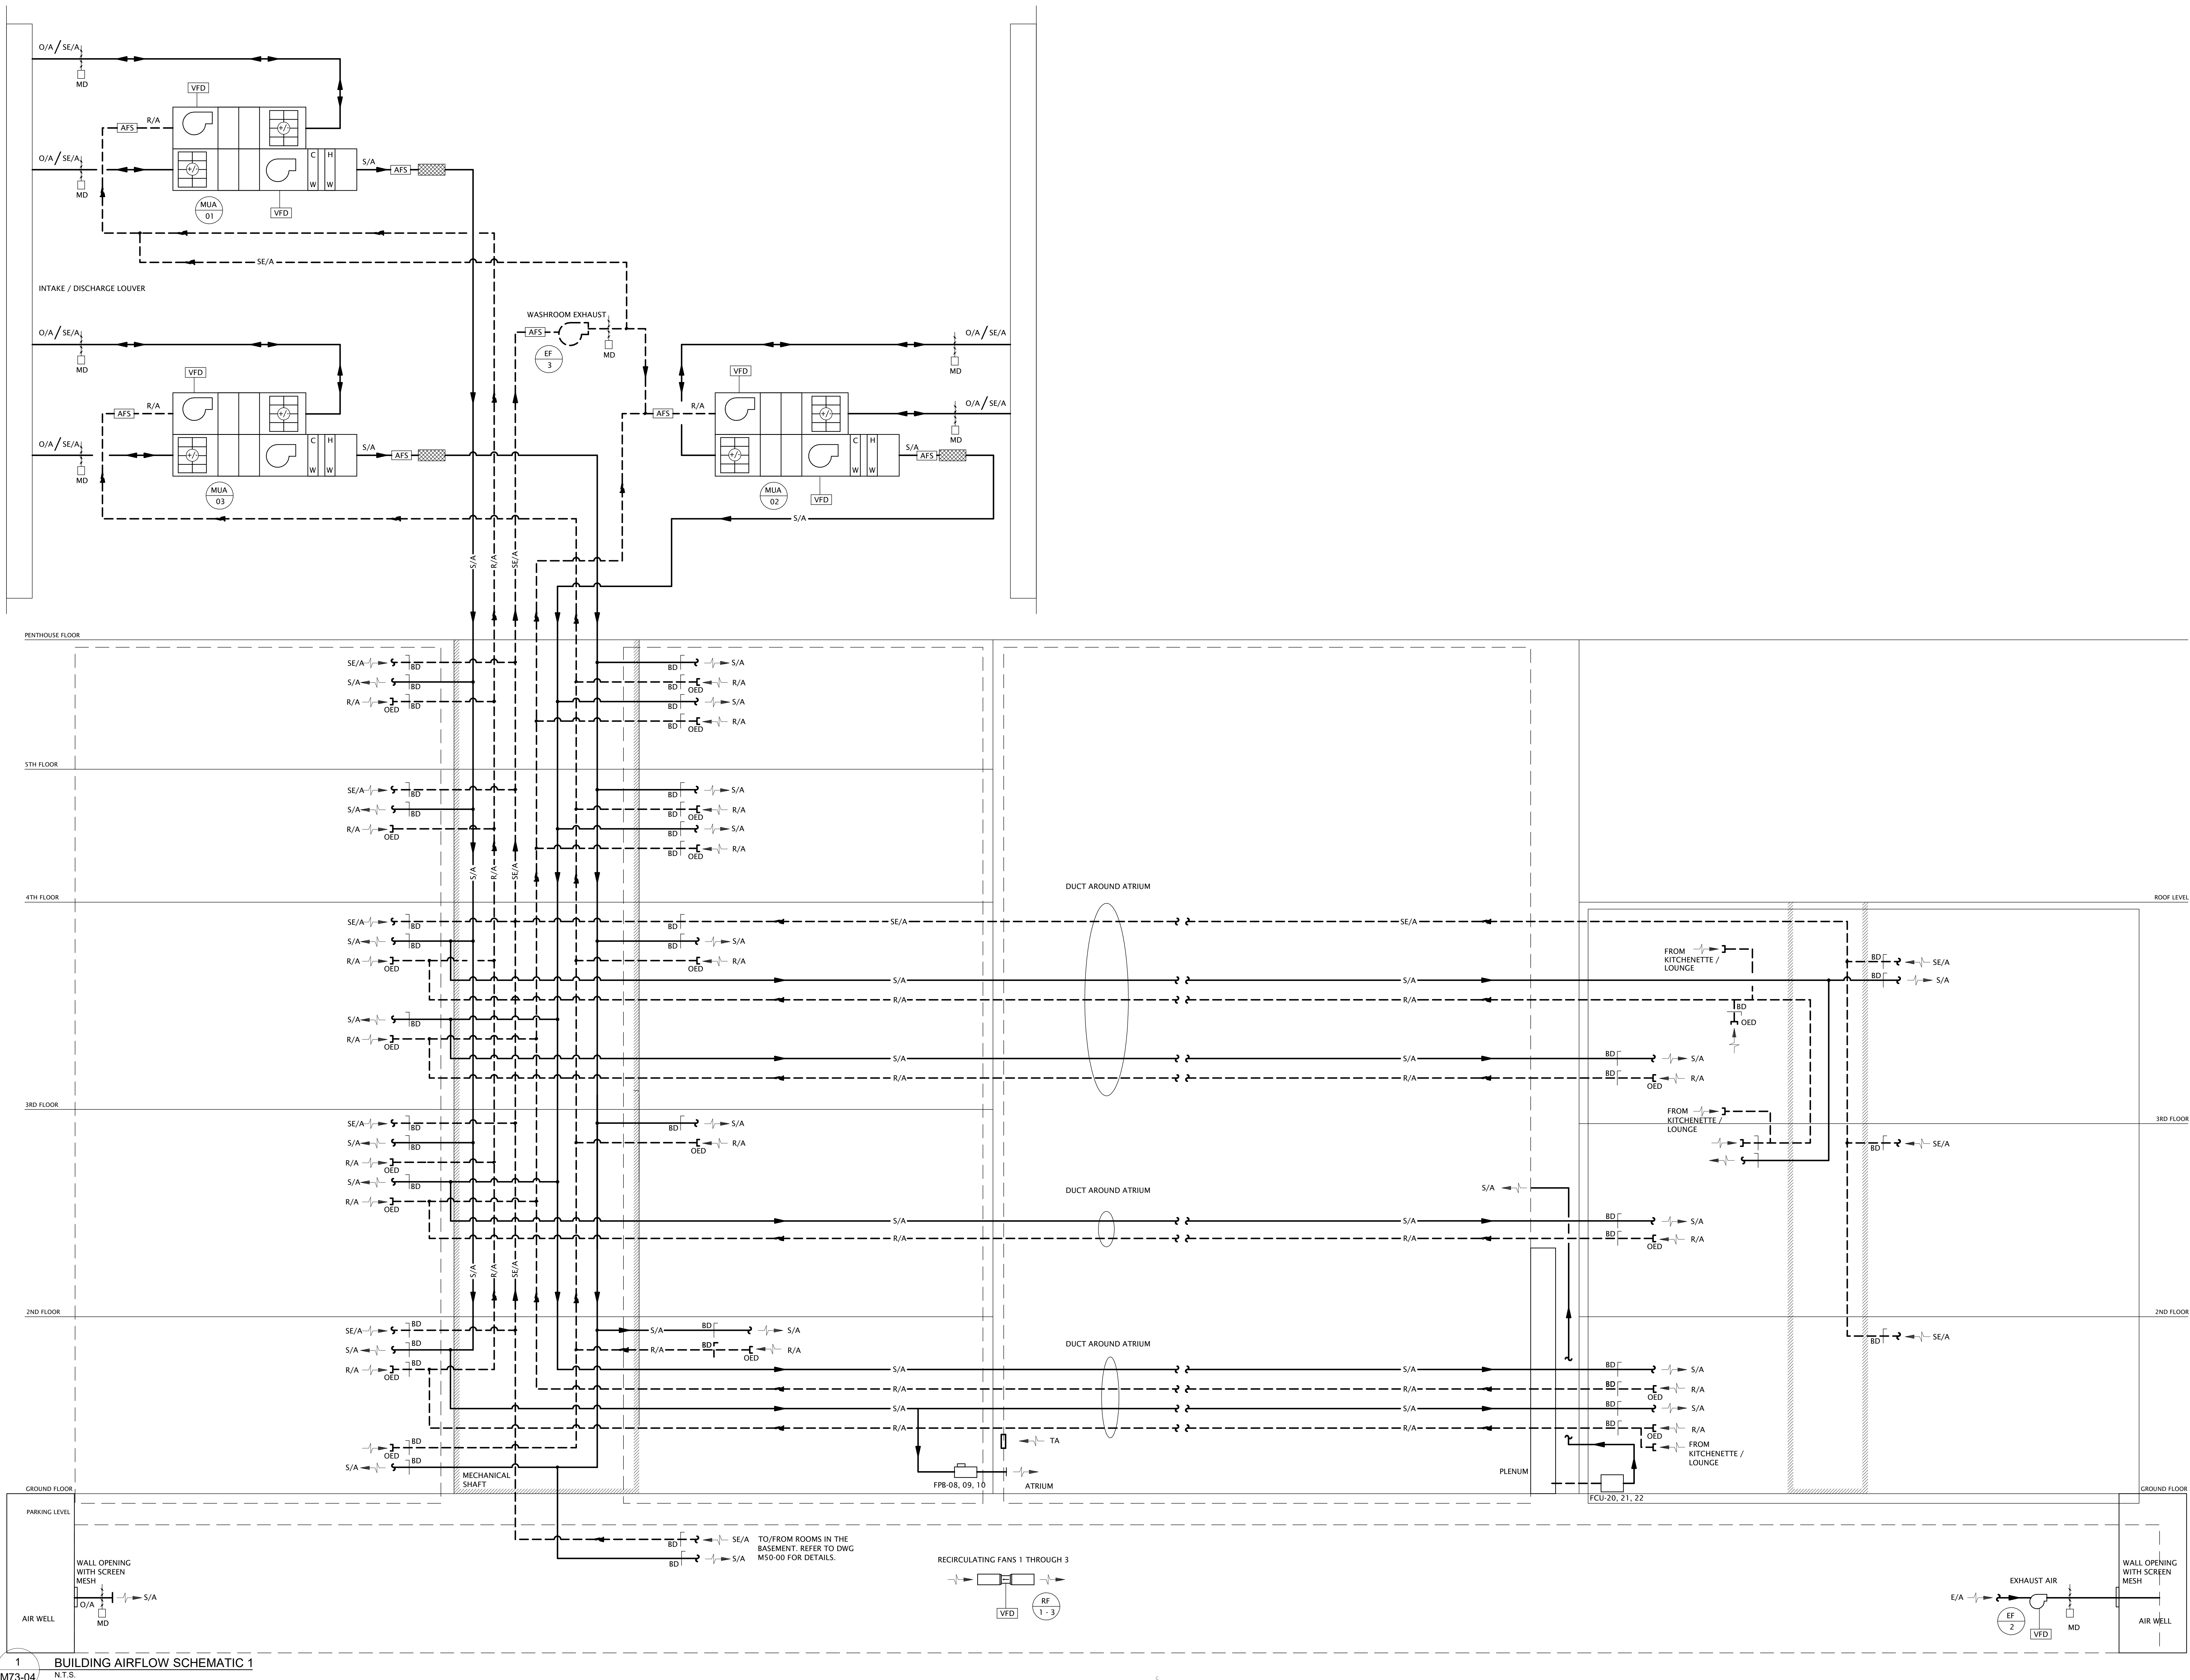 O/A / SE/A
MD
VFD
AFS
R/A
O/A / SE/A
MD
C H
W W
S/A
AFS
MUA
01
VFD
SE/A
INTAKE / DISCHARGE LOUVER
WASHROOM EXHAUST
AFS
EF
3
MD
O/A / SE/A
MD
VFD
AFS
R/A
O/A / SE/A
MD
C H
W W
S/A
AFS
MUA
03
O/A / SE/A
MD
VFD
AFS
R/A
O/A / SE/A
MD
C H
W W
S/A
AFS
MUA
02
VFD
S/A
S/A
R/A
SE/A
PENTHOUSE FLOOR
SE/A BD
S/A BD
R/A OED BD
BD S/A
BD OED R/A
BD S/A
BD OED R/A
5TH FLOOR
SE/A BD
S/A BD
R/A OED
BD S/A
BD OED R/A
BD S/A
BD OED R/A
S/A
R/A
SE/A
DUCT AROUND ATRIUM
4TH FLOOR
ROOF LEVEL
SE/A BD BD SE/A SE/A
S/A BD BD S/A
R/A OED OED R/A
FROM
KITCHENETTE /
LOUNGE
BD SE/A
BD S/A
S/A S/A
R/A R/A
BD
OED
S/A BD
R/A OED
S/A S/A BD S/A
R/A R/A BD OED R/A
3RD FLOOR
3RD FLOOR
FROM
KITCHENETTE /
LOUNGE
SE/A BD BD S/A
S/A BD OED R/A
BD SE/A
R/A OED
S/A BD
R/A OED
DUCT AROUND ATRIUM
S/A
S/A S/A BD S/A
R/A R/A BD OED R/A
S/A
R/A
SE/A
2ND FLOOR
2ND FLOOR
SE/A BD S/A BD S/A
S/A BD R/A BD OED R/A
R/A OED BD
BD SE/A
DUCT AROUND ATRIUM
S/A S/A BD S/A
R/A R/A BD OED R/A
S/A S/A BD S/A
R/A R/A BD OED R/A
FROM
KITCHENETTE /
LOUNGE
TA
OED BD
S/A BD
MECHANICAL
SHAFT
FPB-08, 09, 10
ATRIUM
PLENUM
FCU-20, 21, 22
GROUND FLOOR
GROUND FLOOR
PARKING LEVEL
BD SE/A
BD S/A
TO/FROM ROOMS IN THE
BASEMENT. REFER TO DWG
M50-00 FOR DETAILS.
RECIRCULATING FANS 1 THROUGH 3
VFD
RF
1 - 3
WALL OPENING
WITH SCREEN
MESH
O/A
MD
S/A
AIR WELL
EXHAUST AIR
E/A
EF
2
VFD
MD
WALL OPENING
WITH SCREEN
MESH
AIR WELL
1
M73-04
BUILDING AIRFLOW SCHEMATIC 1
N.T.S.